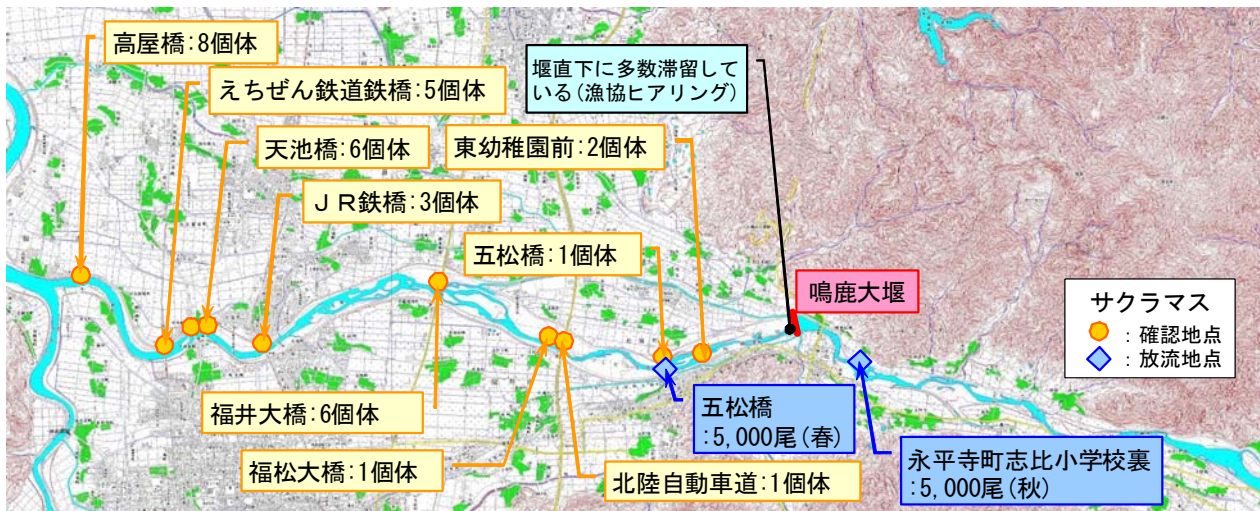 高屋橋:8個体
えちぜん鉄道鉄橋:5個体
天池橋:6個体
ＪＲ鉄橋:3個体
堰直下に多数滞留して
いる(漁協ヒアリング)
東幼稚園前:2個体
五松橋:1個体
鳴鹿大堰
サクラマス
:確認地点
:放流地点
福井大橋:6個体
福松大橋:1個体
北陸自動車道:1個体
五松橋
:5,000尾(春)
永平寺町志比小学校裏
:5,000尾(秋)